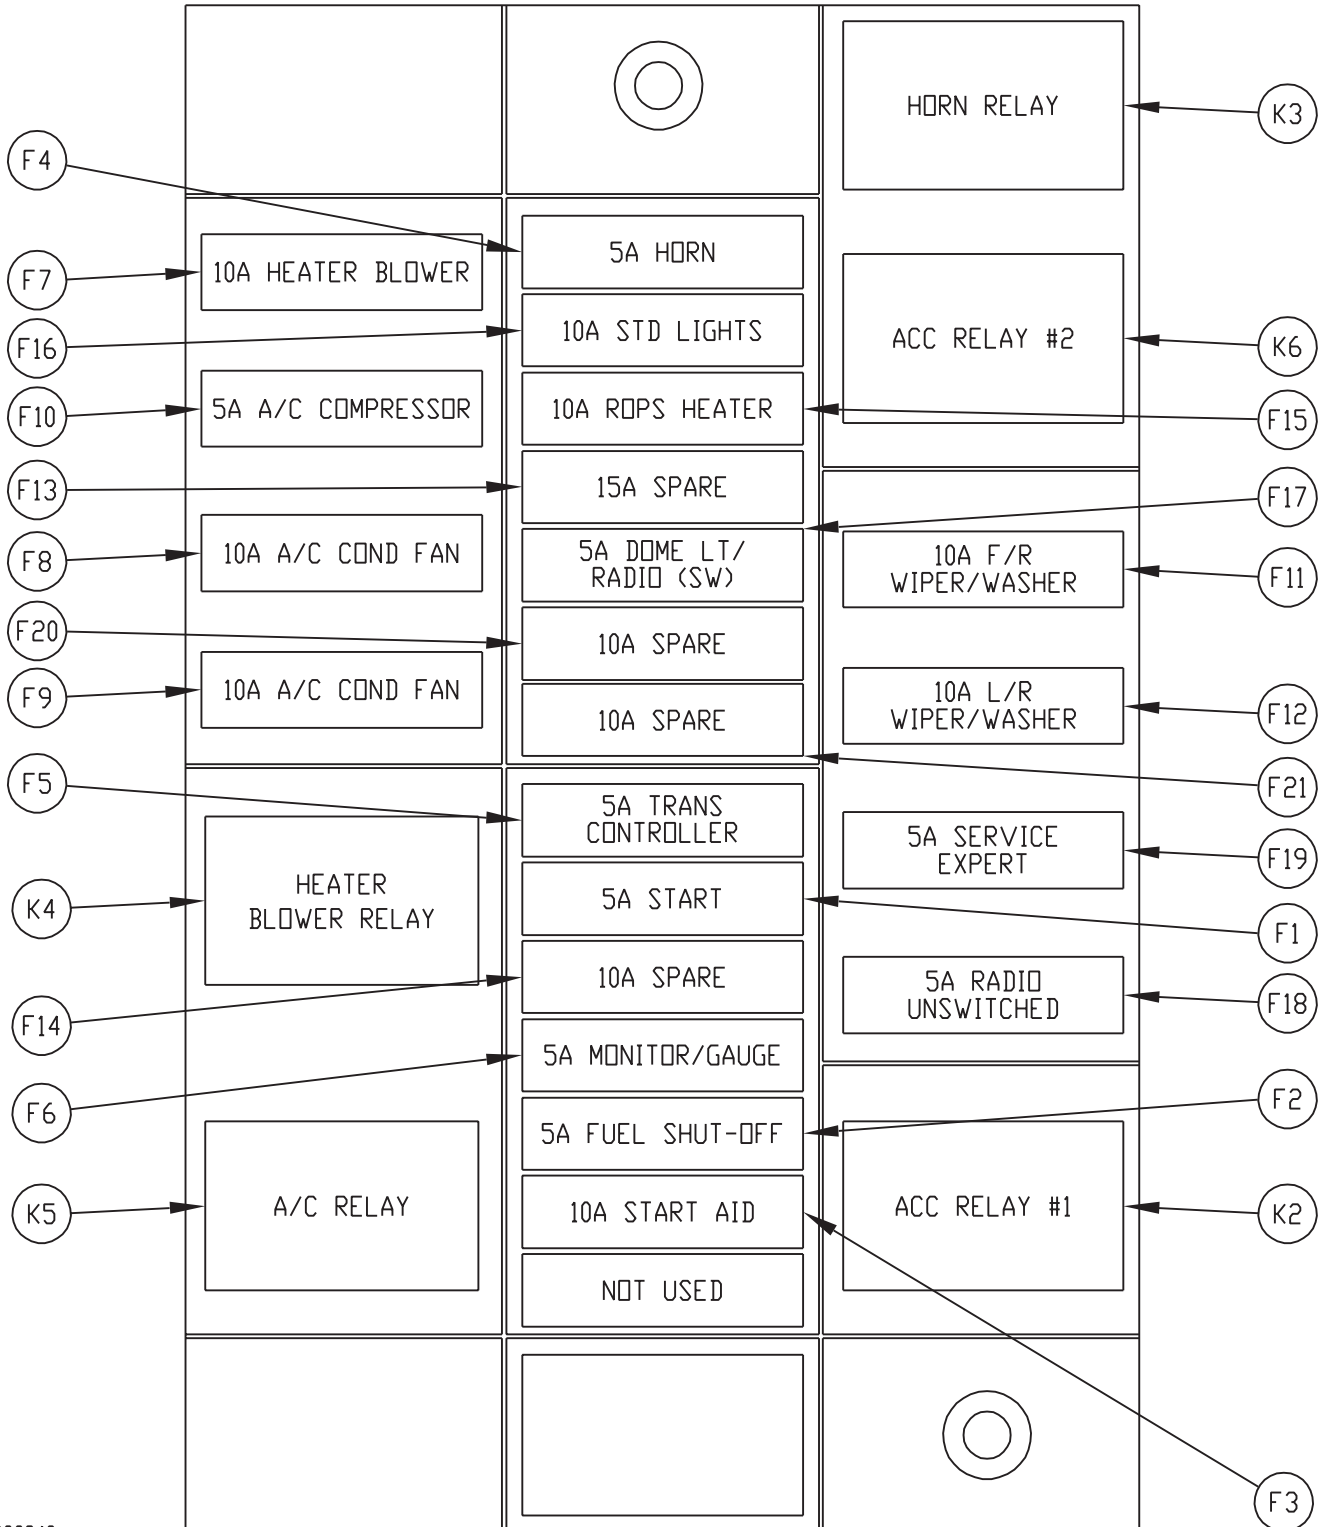 HORN RELAY
K3
F4
5A HORN
10A HEATER BLOWER
F7
10A STD LIGHTS
ACC RELAY #2
F16
K6
5A A/C COMPRESSOR
10A ROPS HEATER
F10
F15
F13
15A SPARE
F17
F8
10A A/C COND FAN
5A DOME LT/
RADIO (SW)
10A F/R
WIPER/WASHER
F11
F20
10A SPARE
F9
10A A/C COND FAN
10A SPARE
10A L/R
WIPER/WASHER
F12
F5
F21
5A TRANS
CONTROLLER
5A SERVICE
EXPERT
F19
K4
HEATER
BLOWER RELAY
5A START
F1
10A SPARE
5A RADIO
UNSWITCHED
F18
F14
5A MONITOR/GAUGE
F6
F2
5A FUEL SHUT-OFF
K5
A/C RELAY
10A START AID
ACC RELAY #1
K2
NOT USED
F3